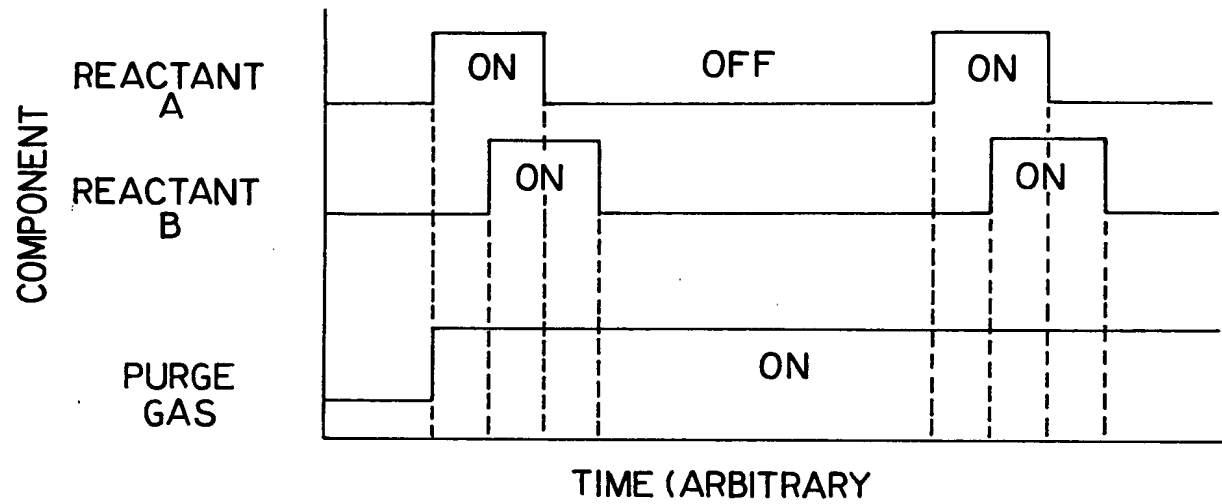 COMPONENT
REACTANT
A
ON
OFF
ON
REACTANT
B
ON
ON
PURGE
GAS
ON
TIME (ARBITRARY